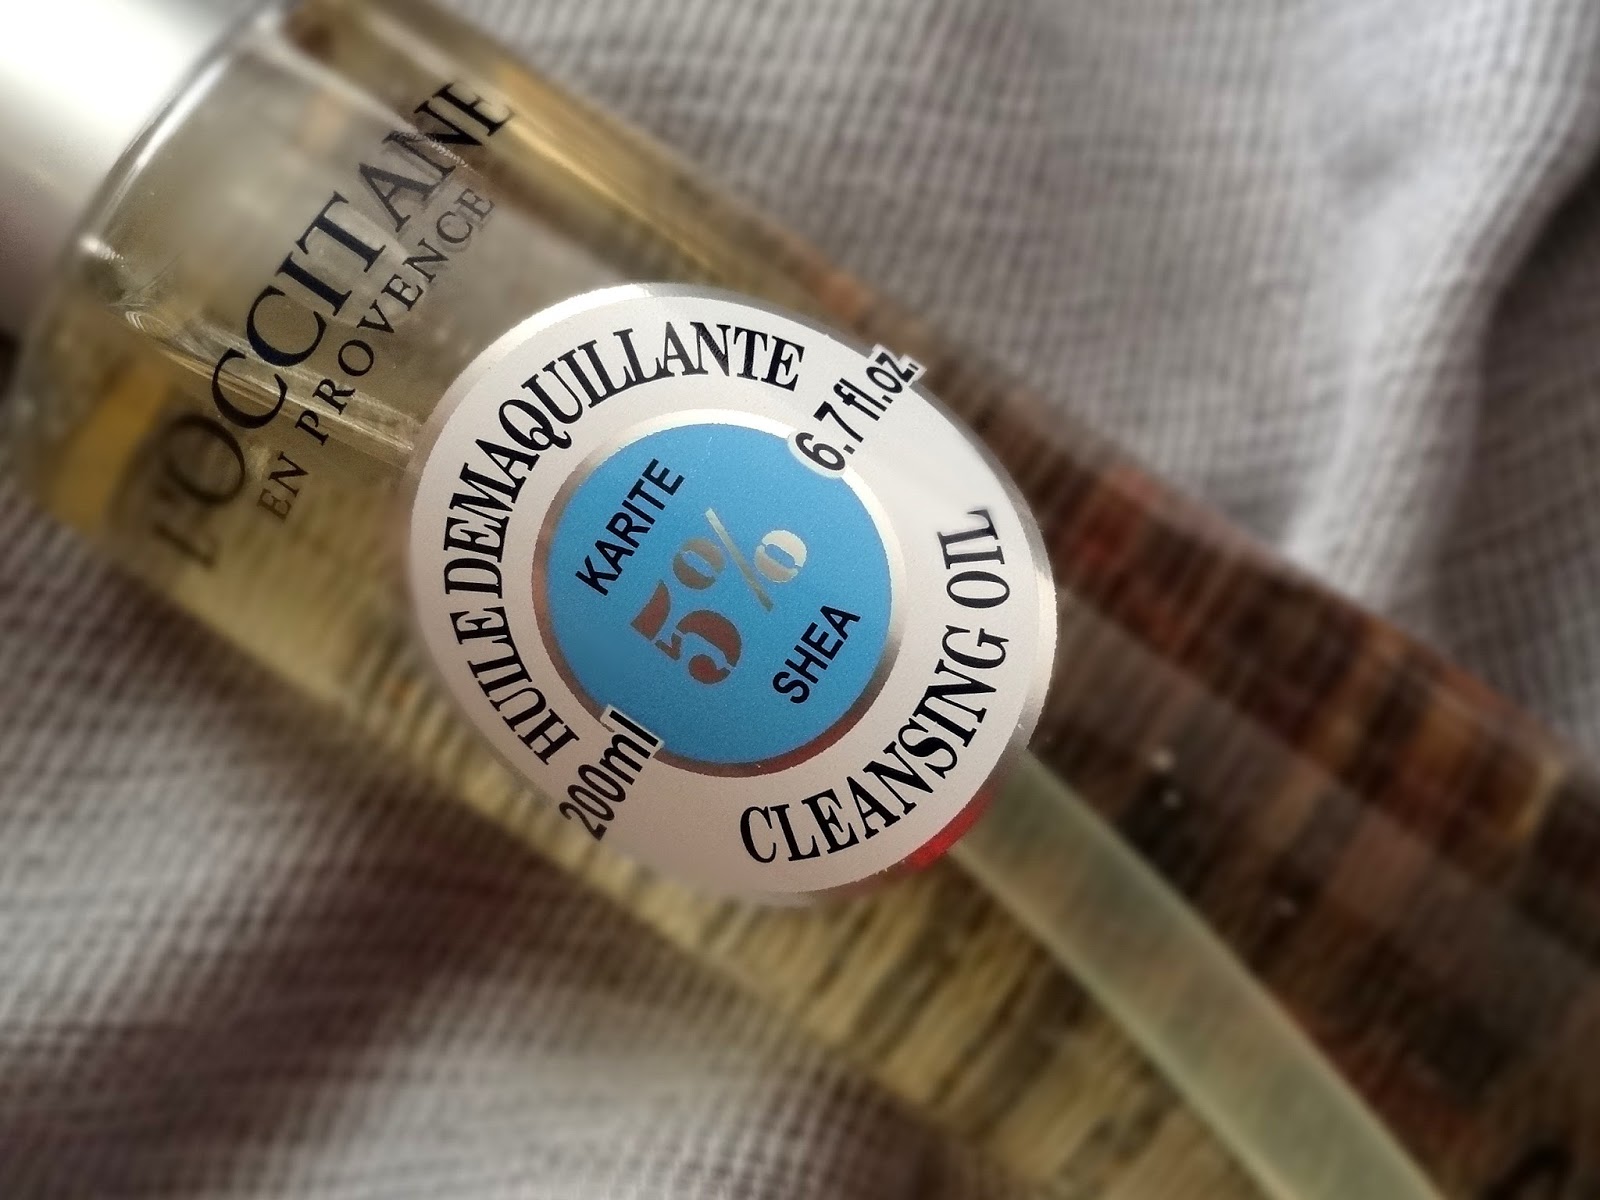 L'OCCITANE
EN PROVENCE
HUILE DEMAQUILLANTE
6.7 fl.oz.
KARITE
5%
SHEA
200ml
CLEANSING OIL